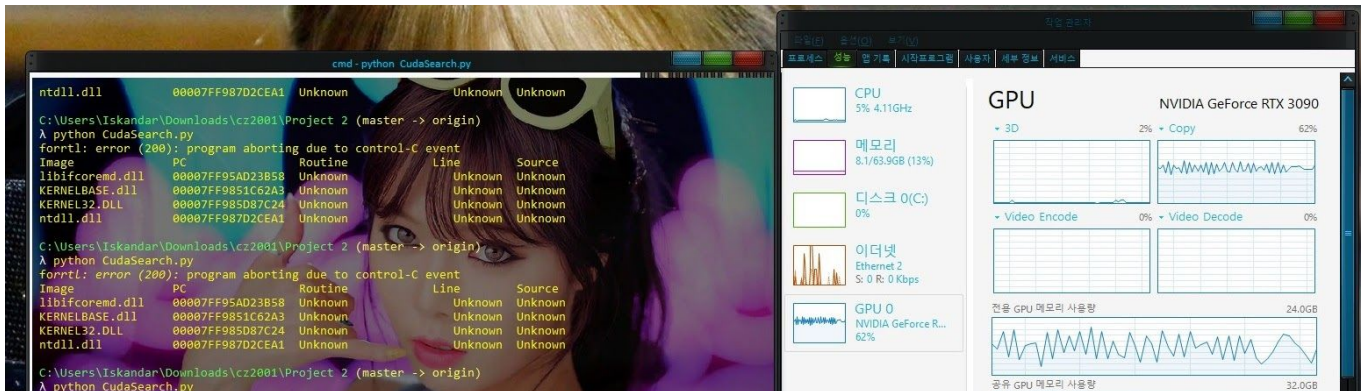 cmd - python CudaSearch.py
ntdll.dll 00007FF987D2CEA1 Unknown Unknown Unknown
C:\Users\Iskandar\Downloads\cz2001\Project 2 (master -> origin)
λ python CudaSearch.py
forrtl: error (200): program aborting due to control-C event
Image PC Routine Line Source
libifcoremd.dll 00007FF95AD23B58 Unknown Unknown Unknown
KERNELBASE.dll 00007FF9851C62A3 Unknown Unknown Unknown
KERNEL32.DLL 00007FF985D87C24 Unknown Unknown Unknown
ntdll.dll 00007FF987D2CEA1 Unknown Unknown Unknown
C:\Users\Iskandar\Downloads\cz2001\Project 2 (master -> origin)
λ python CudaSearch.py
forrtl: error (200): program aborting due to control-C event
Image PC Routine Line Source
libifcoremd.dll 00007FF95AD23B58 Unknown Unknown Unknown
KERNELBASE.dll 00007FF9851C62A3 Unknown Unknown Unknown
KERNEL32.DLL 00007FF985D87C24 Unknown Unknown Unknown
ntdll.dll 00007FF987D2CEA1 Unknown Unknown Unknown
C:\Users\Iskandar\Downloads\cz2001\Project 2 (master -> origin)
λ python CudaSearch.py
작업 관리자
파일(F) 옵션(O) 보기(V)
프로세스 성능 앱 기록 시작프로그램 사용자 세부 정보 서비스
CPU
5% 4.11GHz
메모리
8.1/63.9GB (13%)
디스크 0(C:)
0%
이더넷
Ethernet 2
S: 0 R: 0 Kbps
GPU 0
NVIDIA GeForce R...
62%
GPU NVIDIA GeForce RTX 3090
3D 2% Copy 62%
Video Encode 0% Video Decode 0%
전용 GPU 메모리 사용량 24.0GB
공유 GPU 메모리 사용량 32.0GB